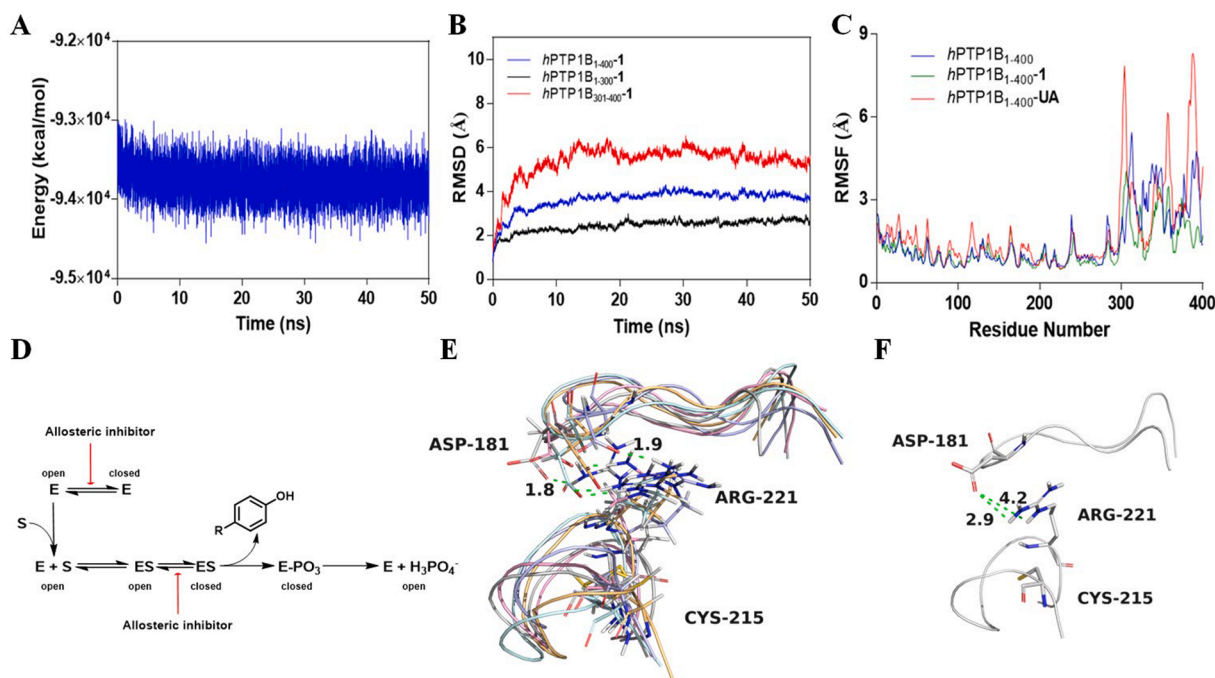 A
Energy (kcal/mol)
-9.2×10⁴
-9.3×10⁴
-9.4×10⁴
-9.5×10⁴
0 10 20 30 40 50
Time (ns)
B
RMSD (Å)
10
8
6
4
2
0
hPTP1B₁₋₄₀₀-1
hPTP1B₁₋₃₀₀-1
hPTP1B₃₀₁₋₄₀₀-1
0 10 20 30 40 50
Time (ns)
C
RMSF (Å)
9
6
3
0
hPTP1B₁₋₄₀₀
hPTP1B₁₋₄₀₀-1
hPTP1B₁₋₄₀₀-UA
0 100 200 300 400
Residue Number
D
Allosteric inhibitor
open closed
E E
S
R OH
E + S ES ES E-PO₃ E + H₃PO₄⁻
open open closed closed open
Allosteric inhibitor
E
ASP-181
1.9
1.8
ARG-221
CYS-215
F
ASP-181
4.2
2.9
ARG-221
CYS-215